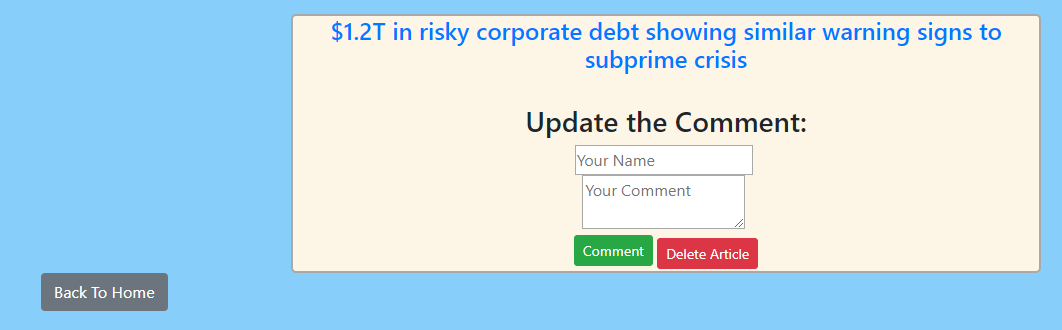 $1.2T in risky corporate debt showing similar warning signs to
subprime crisis
Update the Comment:
Your Name
Your Comment
Comment Delete Article
Back To Home